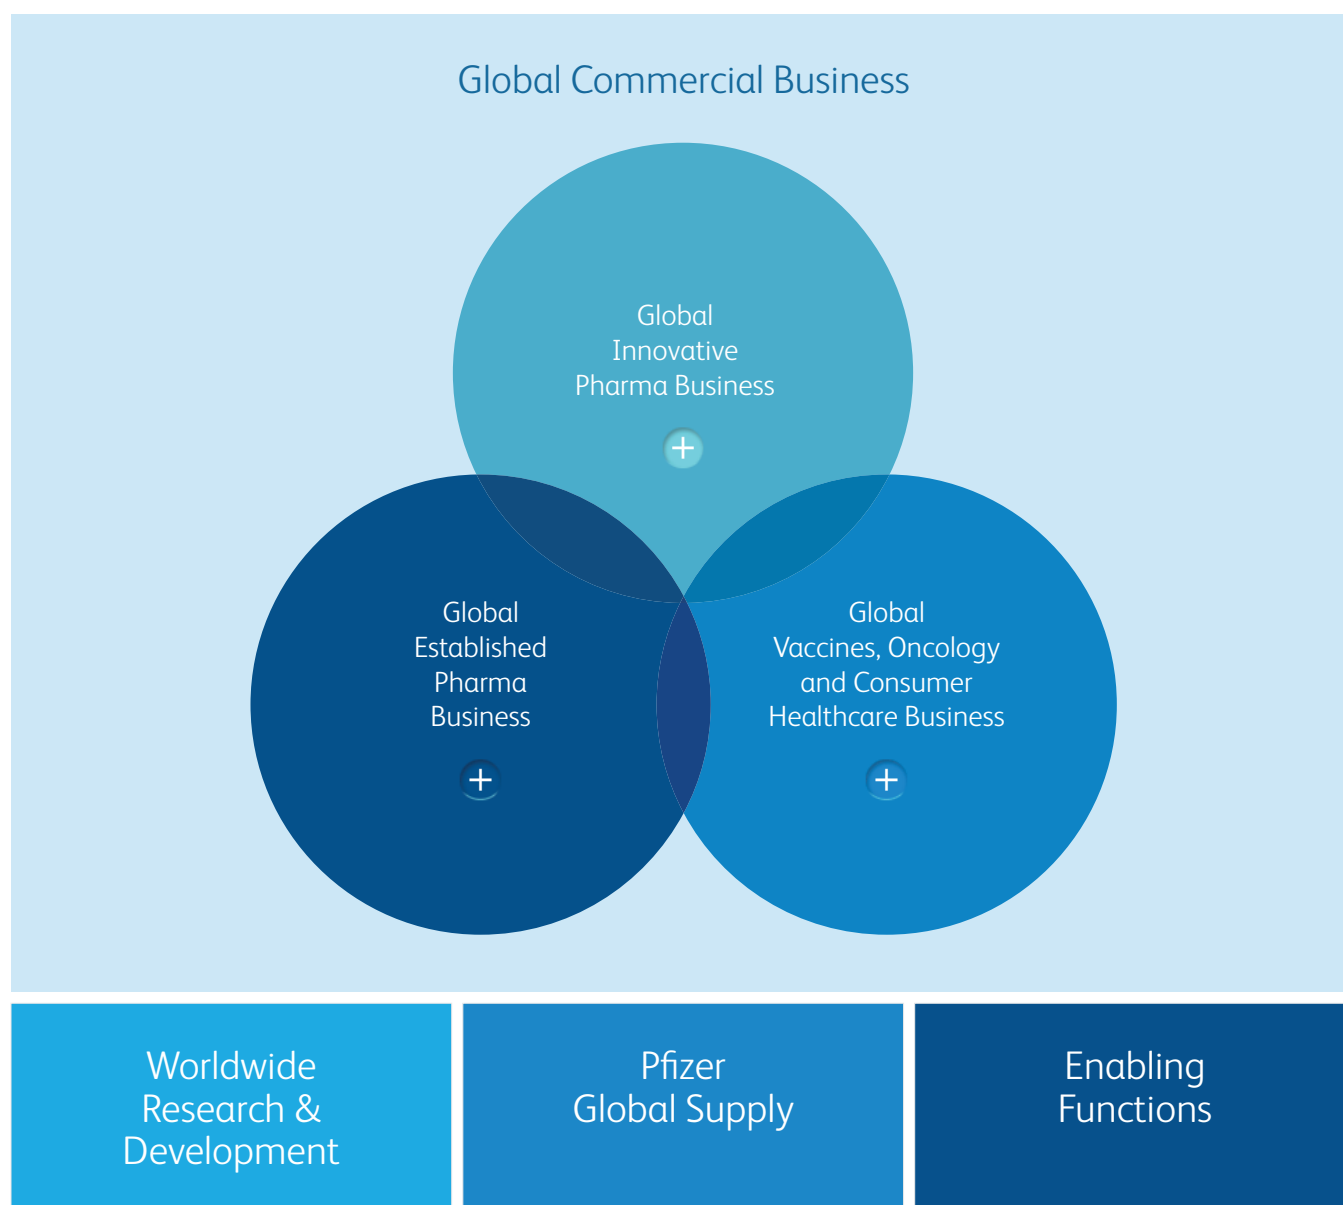 Global Commercial Business
Global
Innovative
Pharma Business
+
Global
Established
Pharma
Business
+
Global
Vaccines, Oncology
and Consumer
Healthcare Business
+
Worldwide
Research &
Development
Pfizer
Global Supply
Enabling
Functions